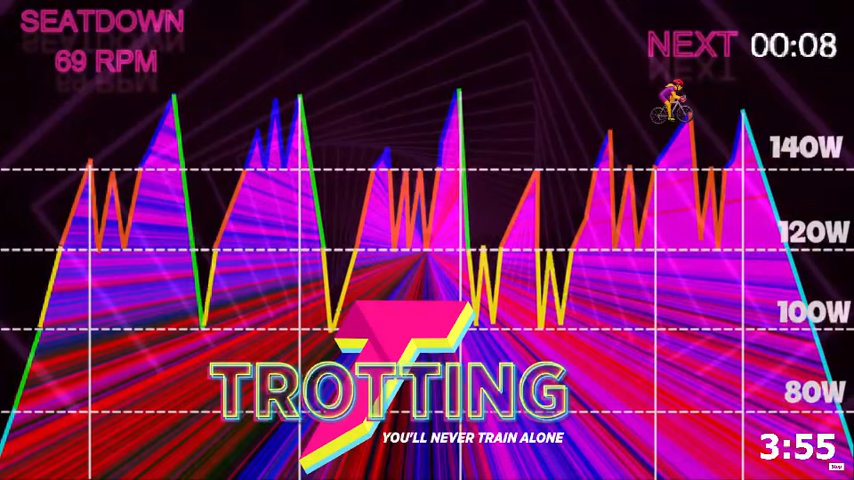 SEATDOWN
69 RPM
NEXT 00:08
140W
120W
100W
80W
TROTTING
YOU'LL NEVER TRAIN ALONE
3:55